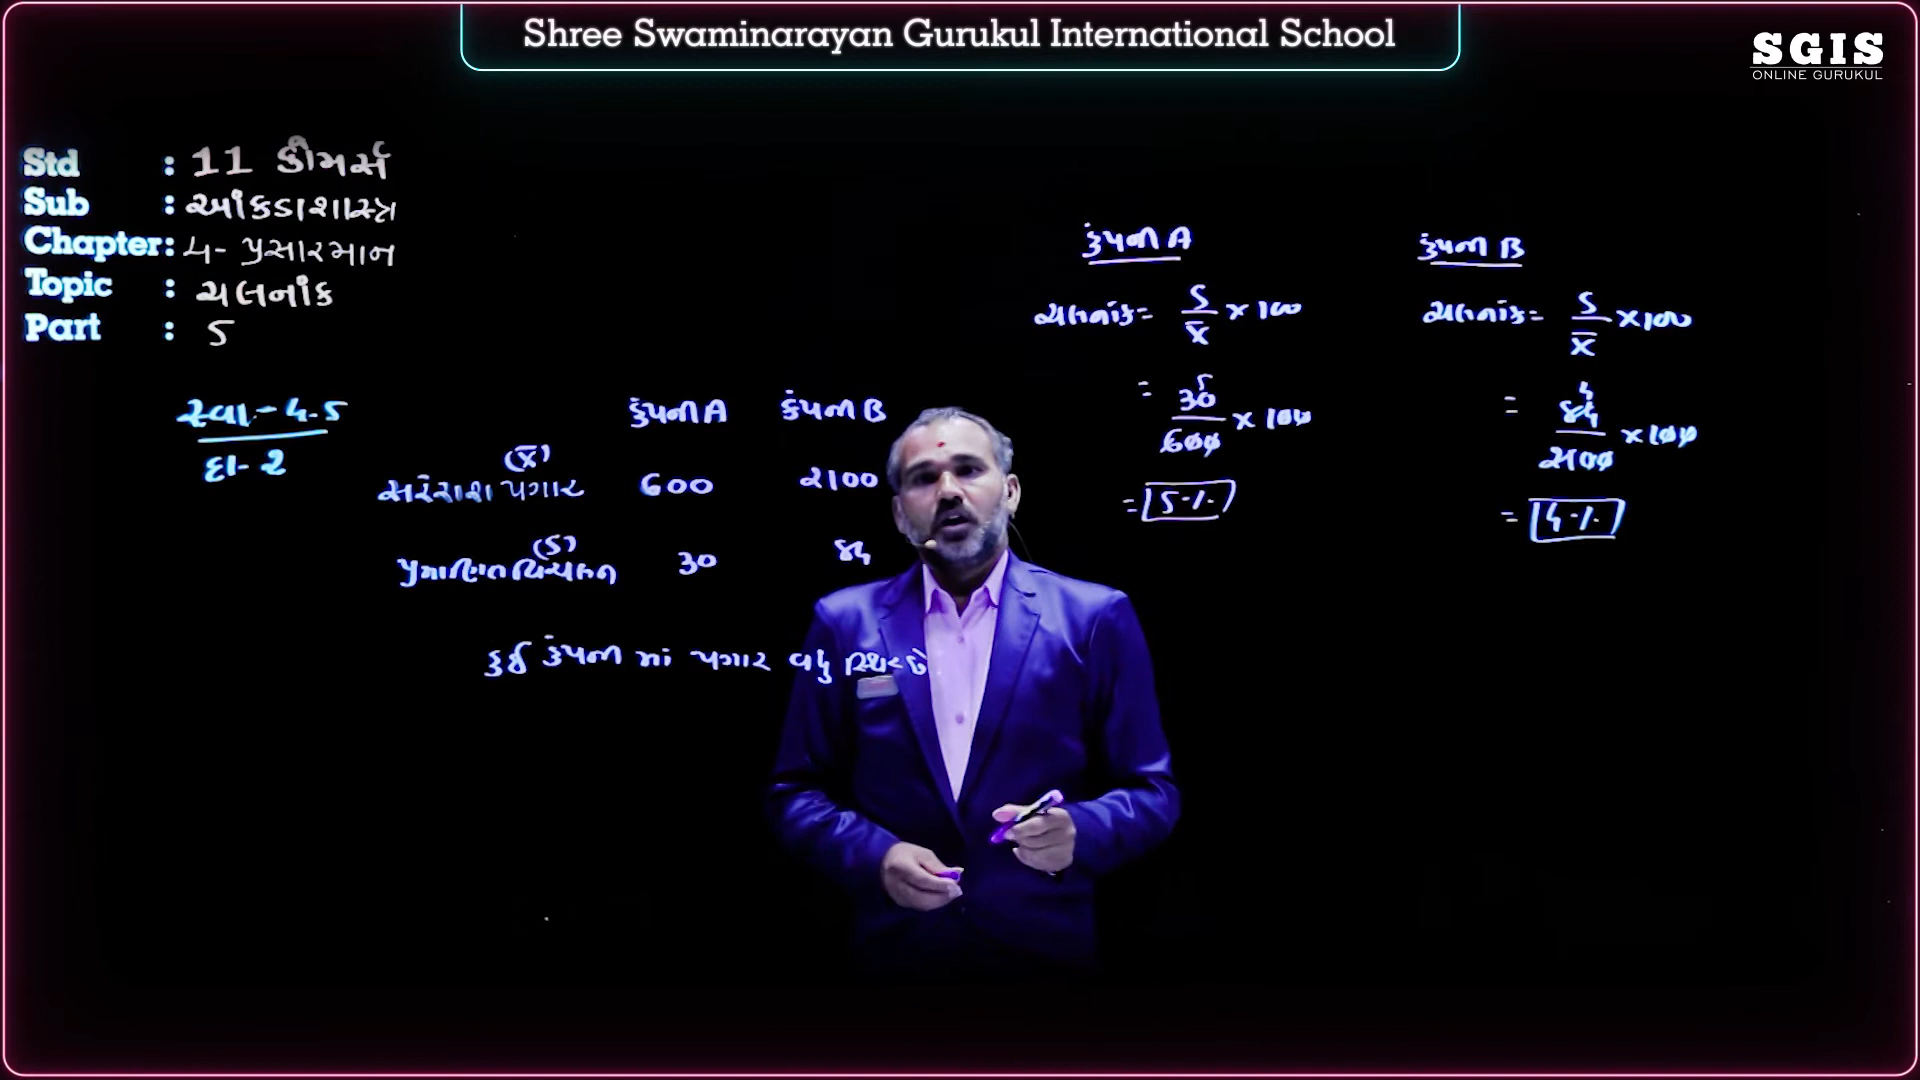 Shree Swaminarayan Gurukul International School
SGIS
ONLINE GURUKUL
Std : 11 કોમર્સ
Sub : આંકડાશાસ્ત્ર
Chapter: 4- પ્રસારમાન
Topic : ચલનાંક
Part : 5
સ્વા.- 4.5
દા- 2
કંપની A કંપની B
(x̄)
સરેરાશ પગાર 600 2100
(S)
પ્રમાણિત વિચલન 30 84
કઈ કંપની માં પગાર વધુ સ્થિર છે
કંપની A
ચલનાંક = S/x̄ × 100
= 30/600 × 100
= 5%
કંપની B
ચલનાંક = S/x̄ × 100
= 84/2100 × 100
= 4%